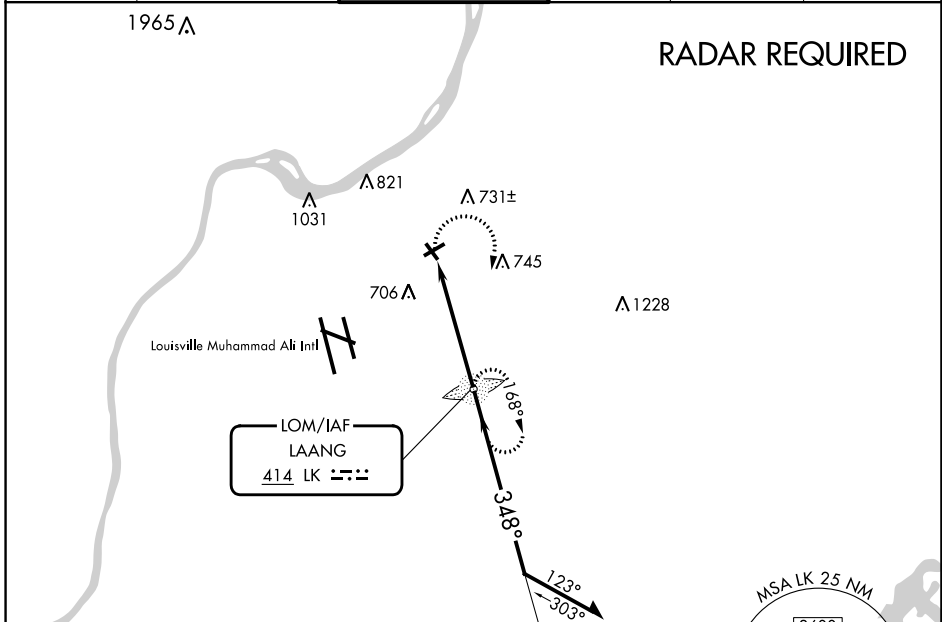 1965
RADAR REQUIRED
821
1031
731±
745
706
1228
Louisville Muhammad Ali Intl
LOM/IAF
LAANG
414 LK
168°
348°
123°
303°
MSA LK 25 NM